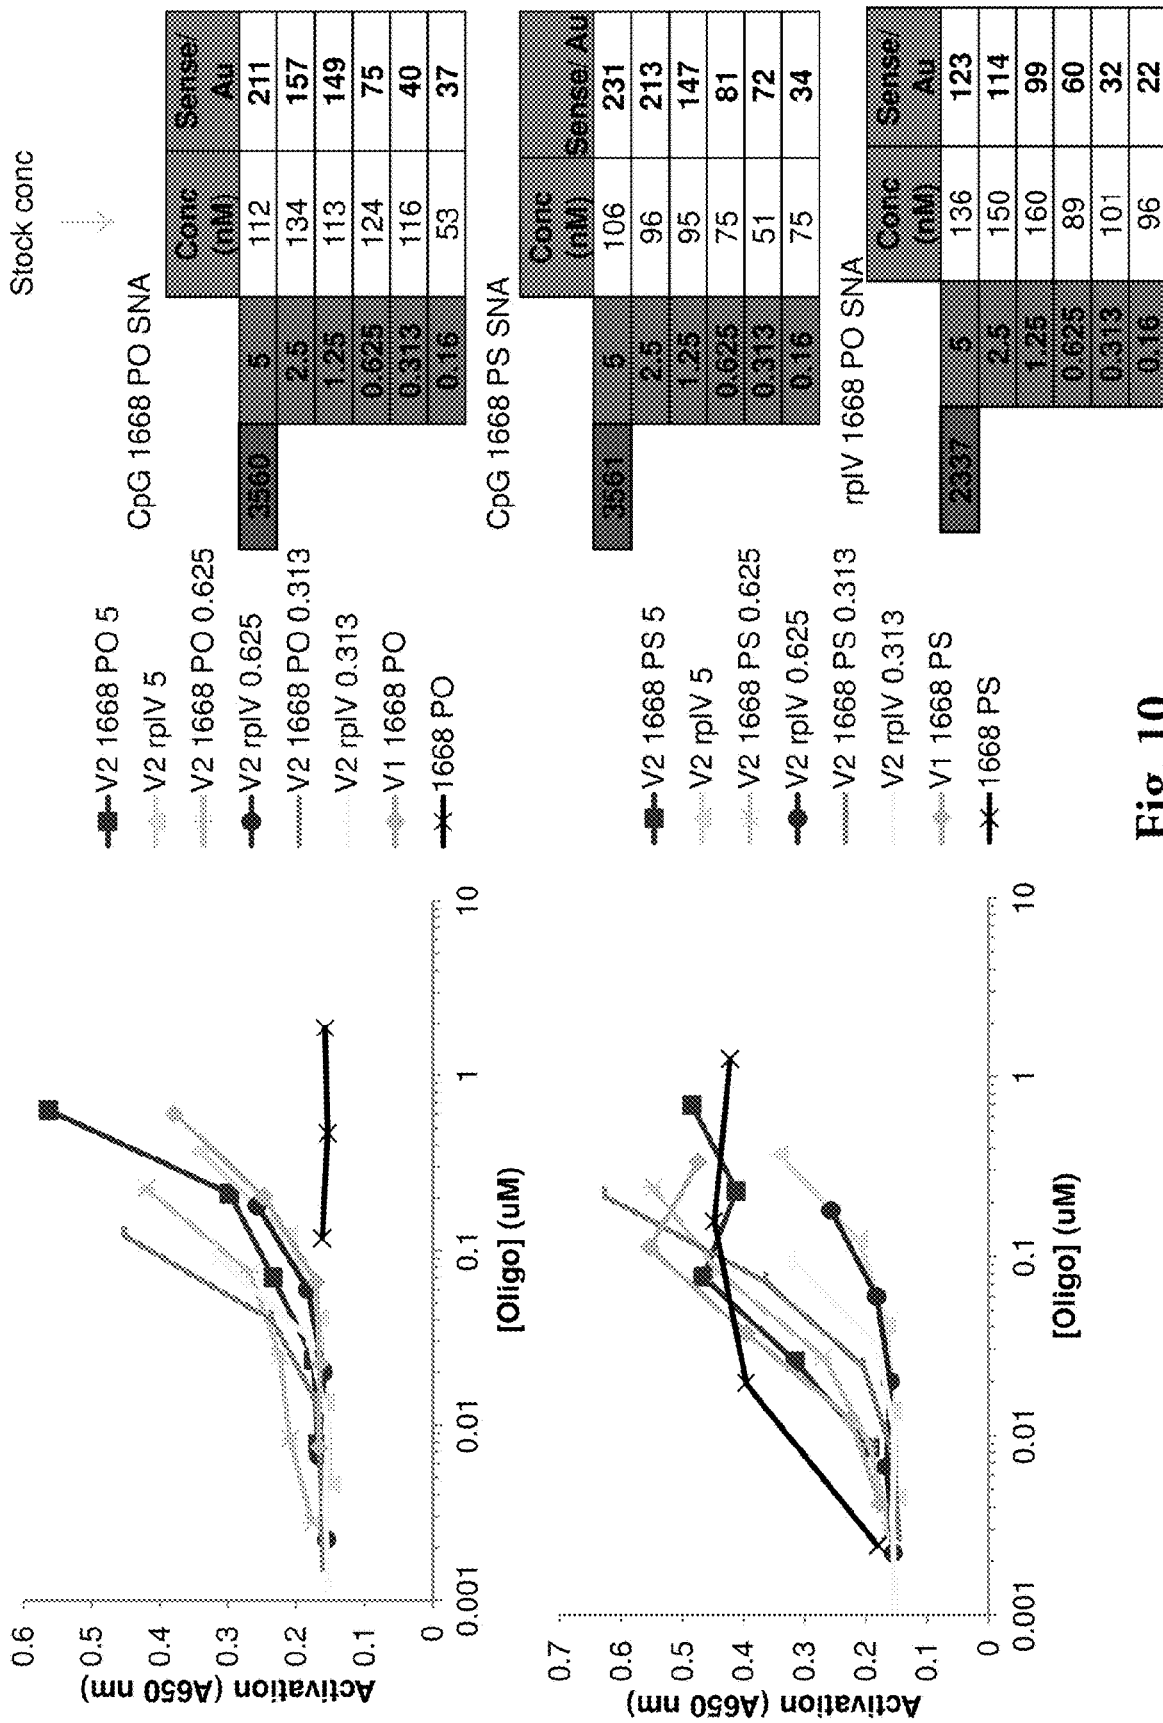 0.6
0.5
0.4
0.3
0.2
0.1
0
Activation (A650 nm)
0.001
0.01
0.1
1
10
[Oligo] (uM)
V2 1668 PO 5
V2 rpIV 5
V2 1668 PO 0.625
V2 rpIV 0.625
V2 1668 PO 0.313
V2 rpIV 0.313
V1 1668 PO
1668 PO
0.7
0.6
0.5
0.4
0.3
0.2
0.1
0
Activation (A650 nm)
0.001
0.01
0.1
1
10
[Oligo] (uM)
V2 1668 PS 5
V2 rpIV 5
V2 1668 PS 0.625
V2 rpIV 0.625
V2 1668 PS 0.313
V2 rpIV 0.313
V1 1668 PS
1668 PS
Stock conc
CpG 1668 PO SNA
Conc (nM) Sense/ Au
3560 5 112 211
2.5 134 157
1.25 113 149
0.625 124 75
0.313 116 40
0.16 53 37
CpG 1668 PS SNA
Conc (nM) Sense/ Au
3561 5 106 231
2.5 96 213
1.25 95 147
0.625 75 81
0.313 51 72
0.16 75 34
rpIV 1668 PO SNA
Conc (nM) Sense/ Au
2337 5 136 123
2.5 150 114
1.25 160 99
0.625 89 60
0.313 101 32
0.16 96 22
Fig. 10